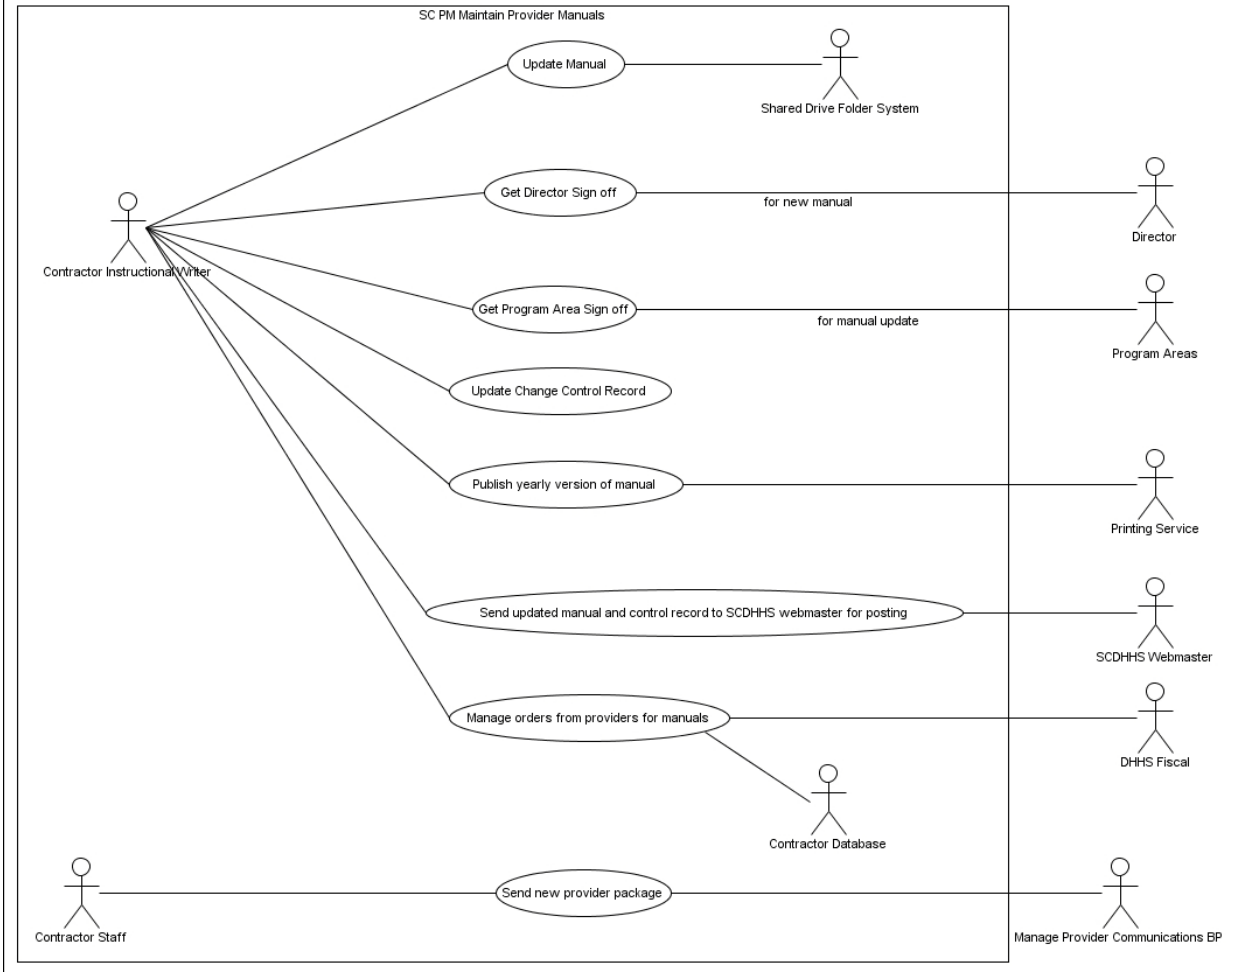 SC PM Maintain Provider Manuals
Update Manual
Shared Drive Folder System
Get Director Sign off
for new manual
Director
Contractor Instructional Writer
Get Program Area Sign off
for manual update
Program Areas
Update Change Control Record
Publish yearly version of manual
Printing Service
Send updated manual and control record to SCDHHS webmaster for posting
SCDHHS Webmaster
Manage orders from providers for manuals
DHHS Fiscal
Contractor Database
Send new provider package
Contractor Staff
Manage Provider Communications BP